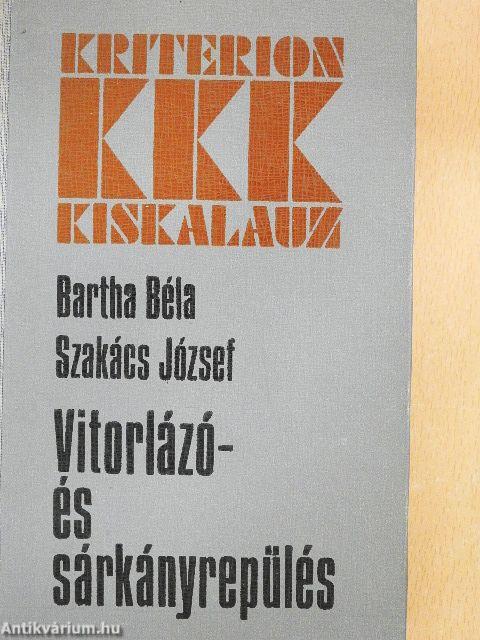 KRITERION
KKK
KISKALAUZ
Bartha Béla
Szakács József
Vitorlázó-
és
sárkányrepülés
Antikvárium.hu